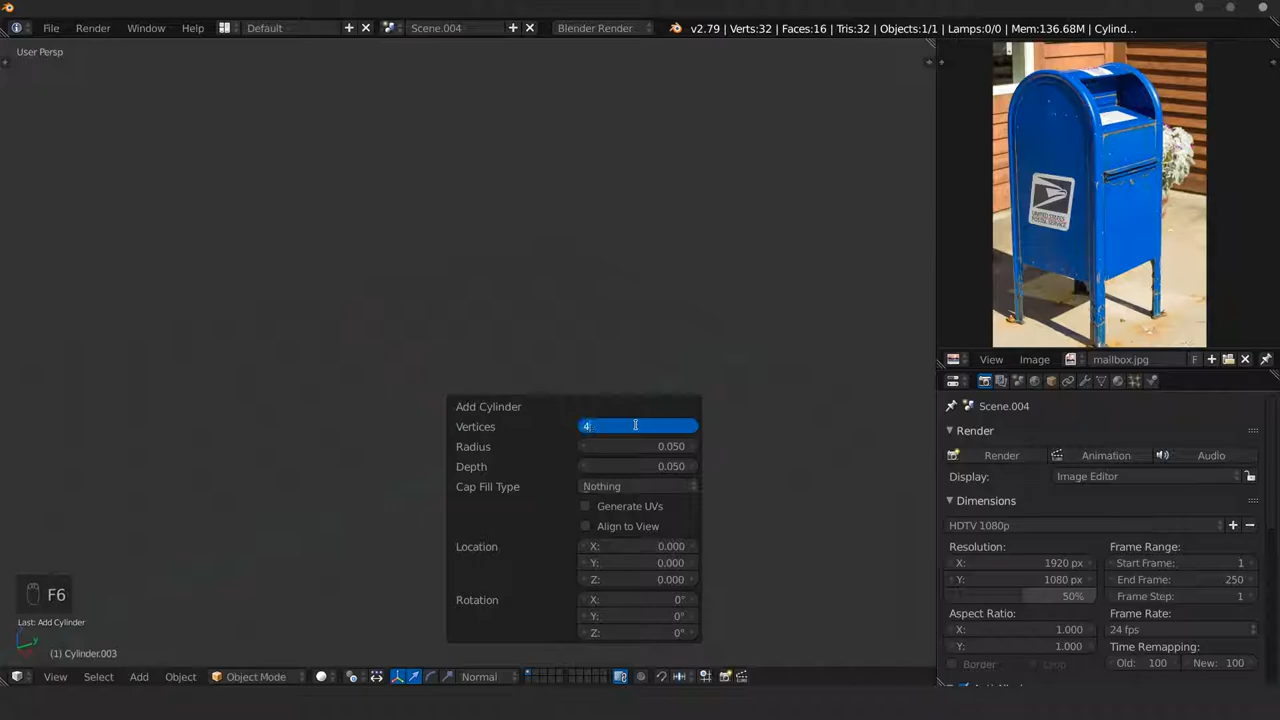 File Render Window Help Default Scene.004 Blender Render v2.79 | Verts:32 | Faces:16 | Tris:32 | Objects:1/1 | Lamps:0/0 | Mem:136.68M | Cylind...
User Persp
UNITED STATES
POSTAL SERVICE
View Image mailbox.jpg F
Add Cylinder
Vertices 4
Radius 0.050
Depth 0.050
Cap Fill Type Nothing
Generate UVs
Align to View
Location X: 0.000
Y: 0.000
Z: 0.000
Rotation X: 0°
Y: 0°
Z: 0°
Scene.004
Render
Render Animation Audio
Display: Image Editor
Dimensions
HDTV 1080p
Resolution: Frame Range:
X: 1920 px Start Frame: 1
Y: 1080 px End Frame: 250
50% Frame Step: 1
Aspect Ratio: Frame Rate:
X: 1.000 24 fps
Y: 1.000 Time Remapping:
Border Crop Old: 100 New: 100
F6
Last: Add Cylinder
(1) Cylinder.003
View Select Add Object Object Mode Normal